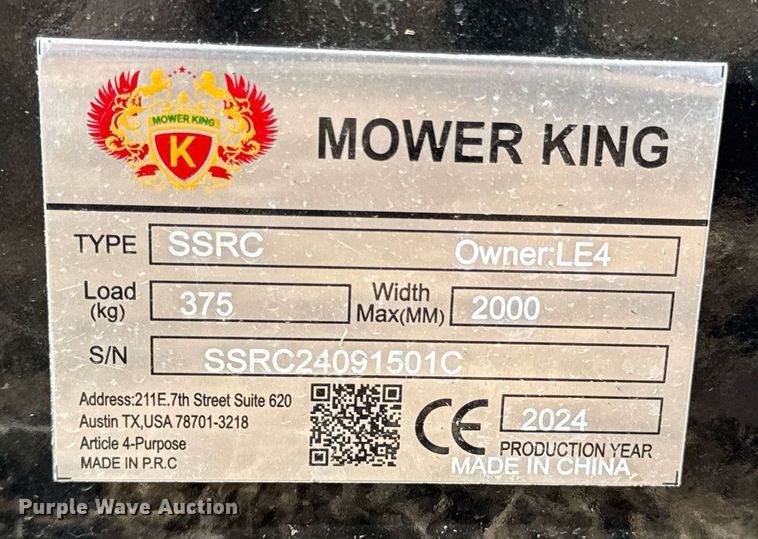 MOWER KING
K
MOWER KING
TYPE SSRC Owner:LE4
Load (kg) 375 Width Max(MM) 2000
S/N SSRC24091501C
Address:211E.7th Street Suite 620
Austin TX,USA 78701-3218
Article 4-Purpose
MADE IN P.R.C
CE 2024
PRODUCTION YEAR
MADE IN CHINA
Purple Wave Auction